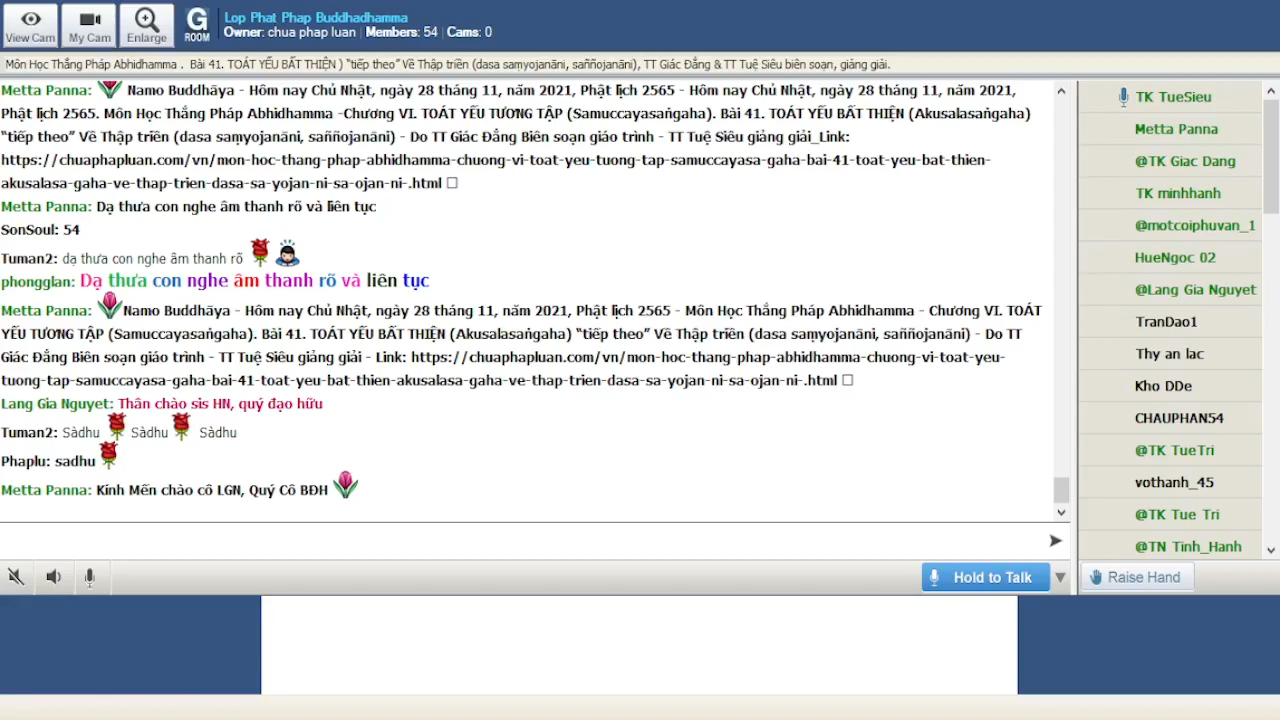 View Cam
My Cam
Enlarge
G
ROOM
Lop Phat Phap Buddhadhamma
Owner: chua phap luan | Members: 54 | Cams: 0
Môn Học Thắng Pháp Abhidhamma . Bài 41. TOÁT YẾU BẤT THIỆN ) “tiếp theo” Về Thập triền (dasa saṃyojanāni, saññojanāni), TT Giác Đẳng & TT Tuệ Siêu biên soạn, giảng giải.
Metta Panna: Namo Buddhāya - Hôm nay Chủ Nhật, ngày 28 tháng 11, năm 2021, Phật lịch 2565 - Hôm nay Chủ Nhật, ngày 28 tháng 11, năm 2021,
Phật lịch 2565. Môn Học Thắng Pháp Abhidhamma -Chương VI. TOÁT YẾU TƯƠNG TẬP (Samuccayasaṅgaha). Bài 41. TOÁT YẾU BẤT THIỆN (Akusalasaṅgaha)
“tiếp theo” Về Thập triền (dasa saṃyojanāni, saññojanāni) - Do TT Giác Đẳng Biên soạn giáo trình - TT Tuệ Siêu giảng giải_Link:
https://chuaphapluan.com/vn/mon-hoc-thang-phap-abhidhamma-chuong-vi-toat-yeu-tuong-tap-samuccayasa-gaha-bai-41-toat-yeu-bat-thien-
akusalasa-gaha-ve-thap-trien-dasa-sa-yojan-ni-sa-ojan-ni-.html
Metta Panna: Dạ thưa con nghe âm thanh rõ và liên tục
SonSoul: 54
Tuman2: dạ thưa con nghe âm thanh rõ
phongglan: Dạ thưa con nghe âm thanh rõ và liên tục
Metta Panna: Namo Buddhāya - Hôm nay Chủ Nhật, ngày 28 tháng 11, năm 2021, Phật lịch 2565 - Môn Học Thắng Pháp Abhidhamma - Chương VI. TOÁT
YẾU TƯƠNG TẬP (Samuccayasaṅgaha). Bài 41. TOÁT YẾU BẤT THIỆN (Akusalasaṅgaha) “tiếp theo” Về Thập triền (dasa saṃyojanāni, saññojanāni) - Do TT
Giác Đẳng Biên soạn giáo trình - TT Tuệ Siêu giảng giải - Link: https://chuaphapluan.com/vn/mon-hoc-thang-phap-abhidhamma-chuong-vi-toat-yeu-
tuong-tap-samuccayasa-gaha-bai-41-toat-yeu-bat-thien-akusalasa-gaha-ve-thap-trien-dasa-sa-yojan-ni-sa-ojan-ni-.html
Lang Gia Nguyet: Thân chào sis HN, quý đạo hữu
Tuman2: Sàdhu Sàdhu Sàdhu
Phaplu: sadhu
Metta Panna: Kính Mến chào cô LGN, Quý Cô BĐH
Hold to Talk
TK TueSieu
Metta Panna
@TK Giac Dang
TK minhhanh
@motcoiphuvan_1
HueNgoc 02
@Lang Gia Nguyet
TranDao1
Thy an lac
Kho DDe
CHAUPHAN54
@TK TueTri
vothanh_45
@TK Tue Tri
@TN Tinh_Hanh
Raise Hand